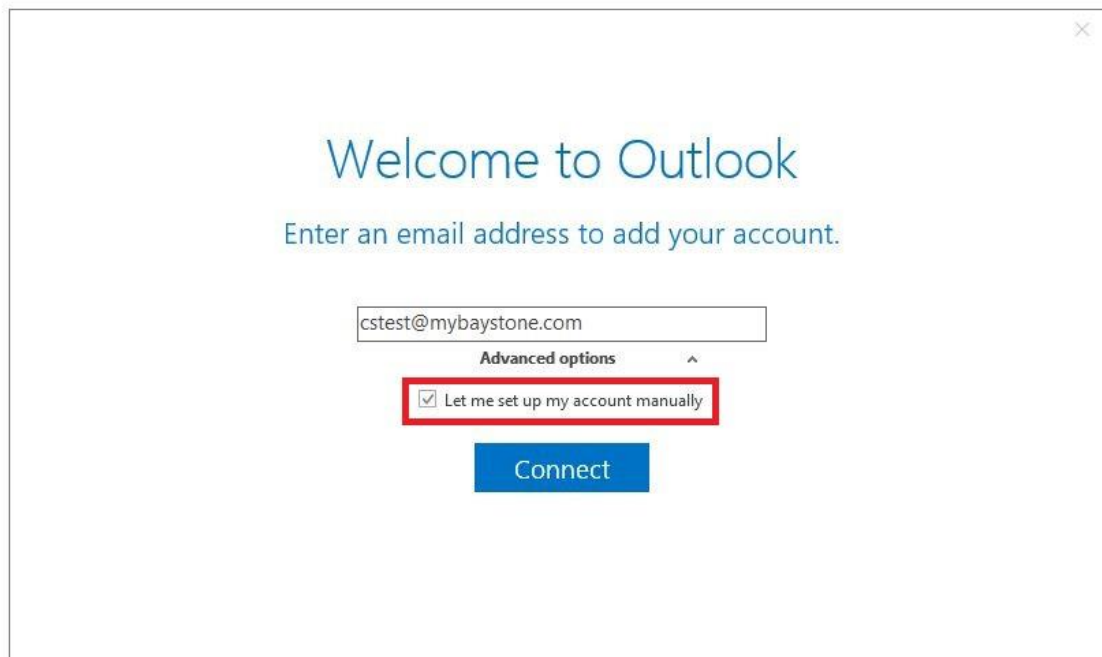 Welcome to Outlook
Enter an email address to add your account.
cstest@mybaystone.com
Advanced options
Let me set up my account manually
Connect